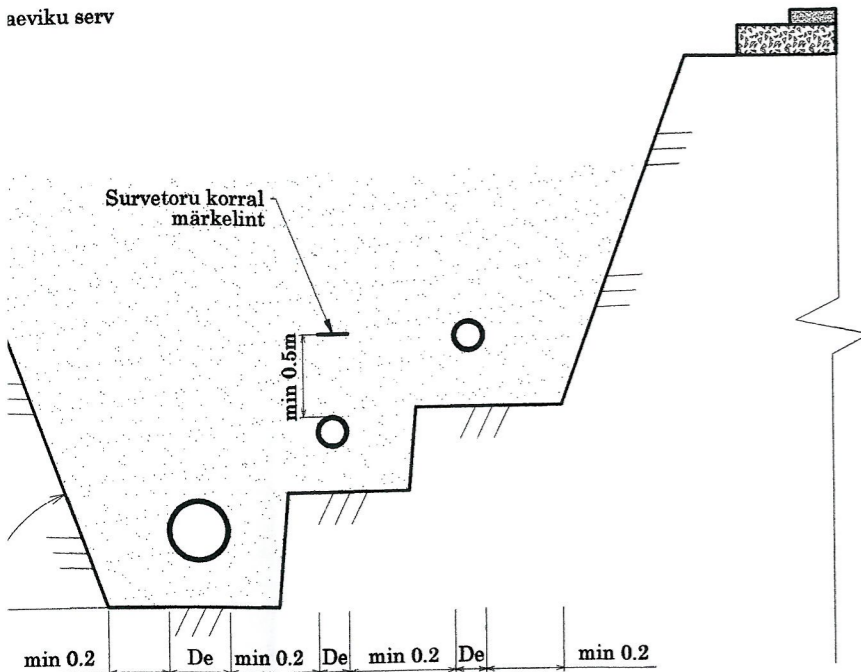 aeviku serv
Survetoru korral
märkelint
min 0.5m
min 0.2 De min 0.2 De min 0.2 De min 0.2